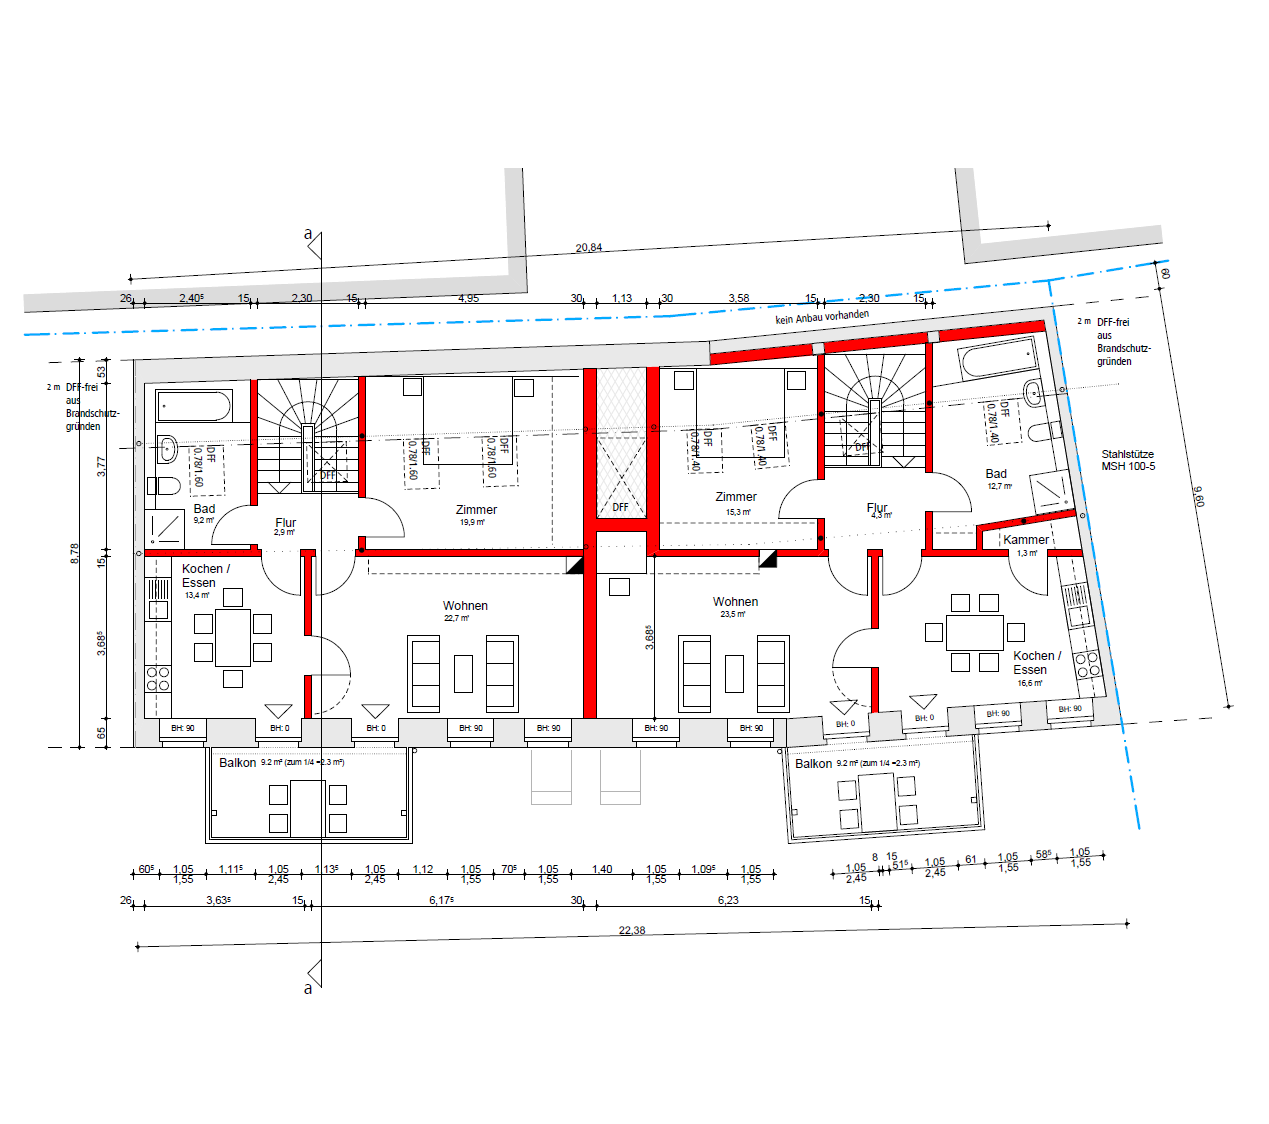 a
20,84
60
26 2,40⁵ 15 2,30 15 4,95 30 1,13 30 3,58 15 2,30 15
kein Anbau vorhanden
2 m DFF-frei
aus
Brandschutz-
gründen
2 m DFF-frei
aus
Brandschutz-
gründen
53
3,77
8,78
15
3,68⁵
65
DFF
0.78/1.60
DFF
DFF
0.78/1.60
DFF
0.78/1.60
DFF
DFF
0.78/1.40
DFF
0.78/1.40
DFF
DFF
0.78/1.40
Stahlstütze
MSH 100-5
9,60
Bad
9,2 m²
Flur
2,9 m²
Zimmer
19,9 m²
Zimmer
15,3 m²
Flur
4,3 m²
Bad
12,7 m²
Kammer
1,3 m²
Kochen /
Essen
13,4 m²
Wohnen
22,7 m²
Wohnen
23,5 m²
3,68⁵
Kochen /
Essen
16,6 m²
BH: 90 BH: 0 BH: 0 BH: 90 BH: 90 BH: 90 BH: 90 BH: 0 BH: 0 BH: 90 BH: 90
Balkon 9.2 m² (zum 1/4 =2.3 m²)
Balkon 9.2 m² (zum 1/4 =2.3 m²)
60⁵ 1,05 1,11⁵ 1,05 1,13⁵ 1,05 1,12 1,05 70⁵ 1,05 1,40 1,05 1,09⁵ 1,05
1,55 2,45 2,45 1,55 1,55 1,55 1,55
1,05 8 15 51⁵ 1,05 61 1,05 58⁵ 1,05
2,45 2,45 1,55 1,55
26 3,63⁵ 15 6,17⁵ 30 6,23 15
22,38
a